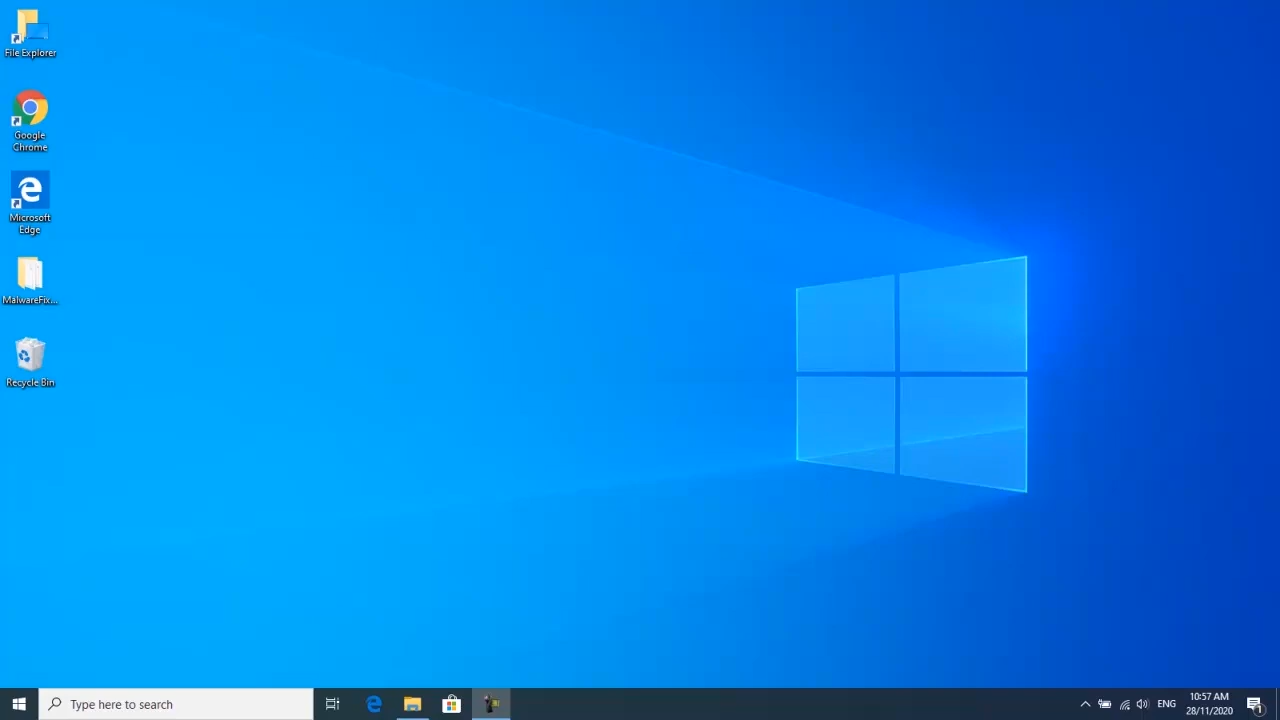 File Explorer
Google
Chrome
Microsoft
Edge
MalwareFix...
Recycle Bin
Type here to search
ENG
10:57 AM
28/11/2020
1